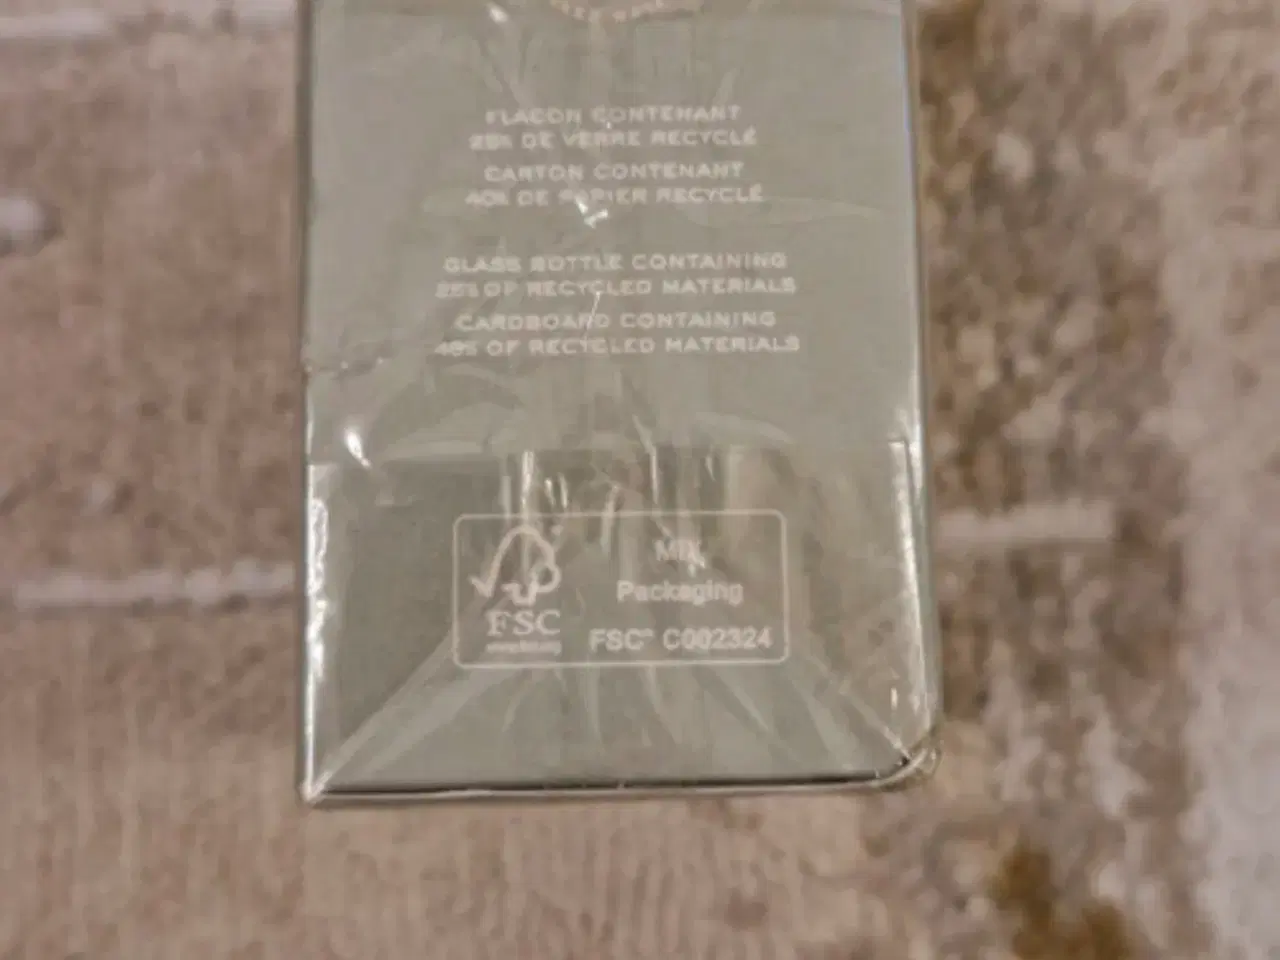 FLACON CONTENANT
25% DE VERRE RECYCLÉ
CARTON CONTENANT
40% DE PAPIER RECYCLÉ
GLASS BOTTLE CONTAINING
25% OF RECYCLED MATERIALS
CARDBOARD CONTAINING
40% OF RECYCLED MATERIALS
MIX
Packaging
FSC
FSC® C002324